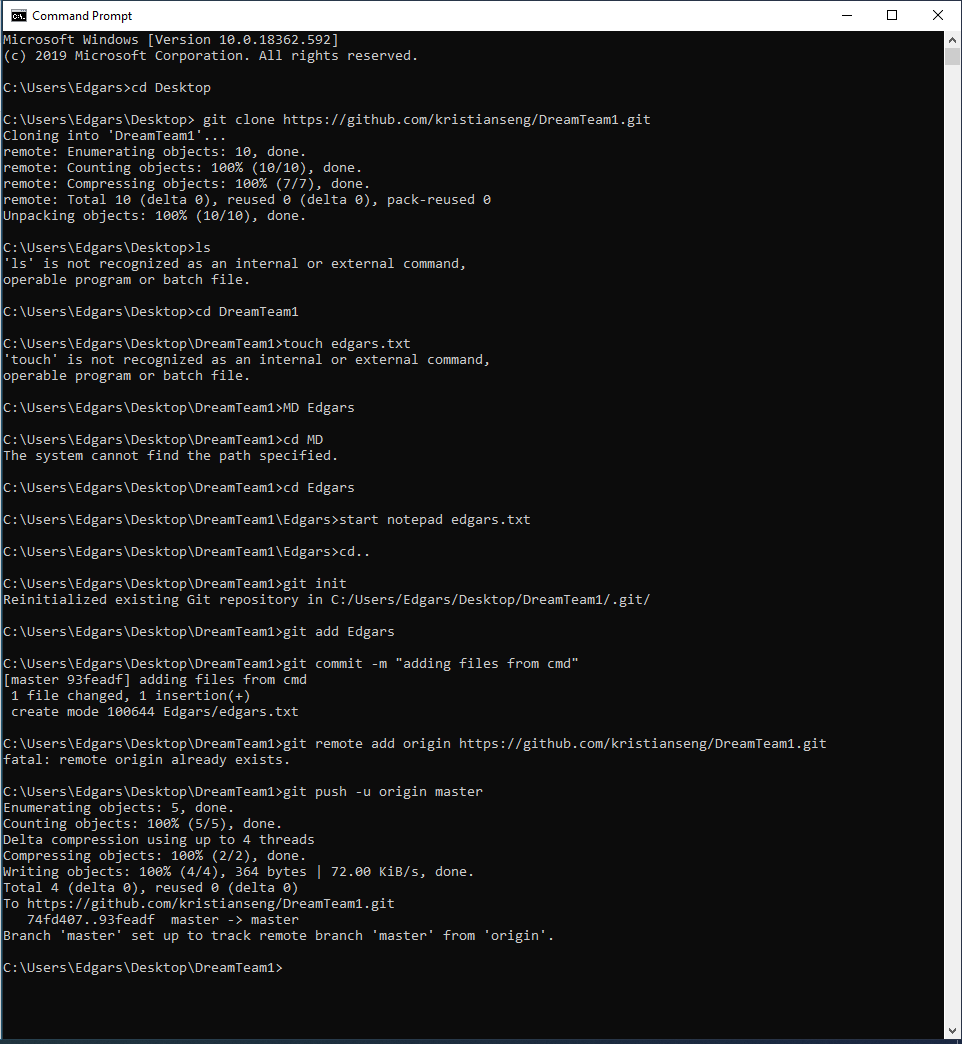 Command Prompt
Microsoft Windows [Version 10.0.18362.592]
(c) 2019 Microsoft Corporation. All rights reserved.
C:\Users\Edgars>cd Desktop
C:\Users\Edgars\Desktop> git clone https://github.com/kristianseng/DreamTeam1.git
Cloning into 'DreamTeam1'...
remote: Enumerating objects: 10, done.
remote: Counting objects: 100% (10/10), done.
remote: Compressing objects: 100% (7/7), done.
remote: Total 10 (delta 0), reused 0 (delta 0), pack-reused 0
Unpacking objects: 100% (10/10), done.
C:\Users\Edgars\Desktop>ls
'ls' is not recognized as an internal or external command,
operable program or batch file.
C:\Users\Edgars\Desktop>cd DreamTeam1
C:\Users\Edgars\Desktop\DreamTeam1>touch edgars.txt
'touch' is not recognized as an internal or external command,
operable program or batch file.
C:\Users\Edgars\Desktop\DreamTeam1>MD Edgars
C:\Users\Edgars\Desktop\DreamTeam1>cd MD
The system cannot find the path specified.
C:\Users\Edgars\Desktop\DreamTeam1>cd Edgars
C:\Users\Edgars\Desktop\DreamTeam1\Edgars>start notepad edgars.txt
C:\Users\Edgars\Desktop\DreamTeam1\Edgars>cd..
C:\Users\Edgars\Desktop\DreamTeam1>git init
Reinitialized existing Git repository in C:/Users/Edgars/Desktop/DreamTeam1/.git/
C:\Users\Edgars\Desktop\DreamTeam1>git add Edgars
C:\Users\Edgars\Desktop\DreamTeam1>git commit -m "adding files from cmd"
[master 93feadf] adding files from cmd
 1 file changed, 1 insertion(+)
 create mode 100644 Edgars/edgars.txt
C:\Users\Edgars\Desktop\DreamTeam1>git remote add origin https://github.com/kristianseng/DreamTeam1.git
fatal: remote origin already exists.
C:\Users\Edgars\Desktop\DreamTeam1>git push -u origin master
Enumerating objects: 5, done.
Counting objects: 100% (5/5), done.
Delta compression using up to 4 threads
Compressing objects: 100% (2/2), done.
Writing objects: 100% (4/4), 364 bytes | 72.00 KiB/s, done.
Total 4 (delta 0), reused 0 (delta 0)
To https://github.com/kristianseng/DreamTeam1.git
   74fd407..93feadf  master -> master
Branch 'master' set up to track remote branch 'master' from 'origin'.
C:\Users\Edgars\Desktop\DreamTeam1>